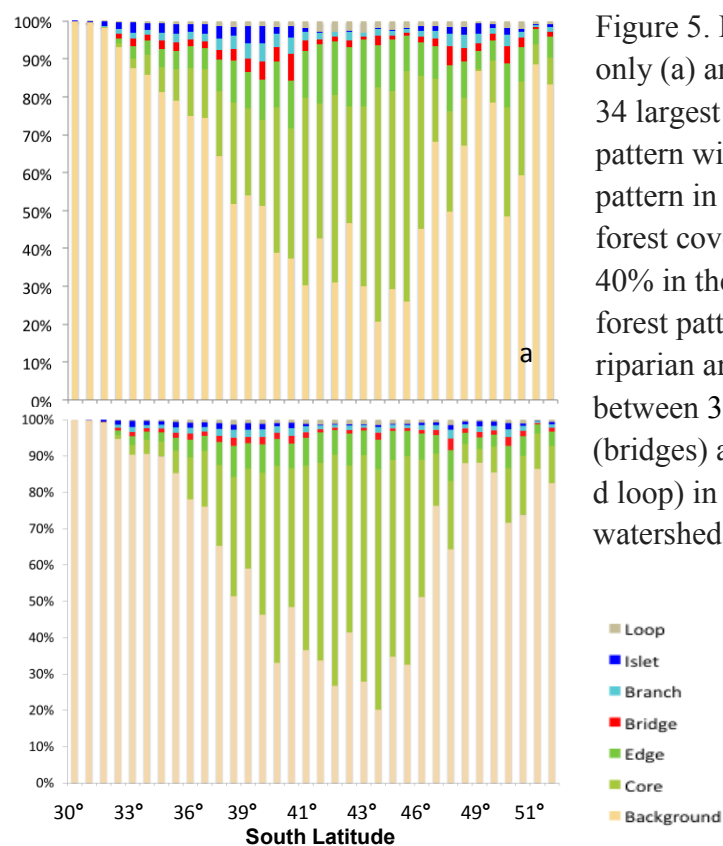 100%
90%
80%
70%
60%
50%
40%
30%
20%
10%
0%
a
100%
90%
80%
70%
60%
50%
40%
30%
20%
10%
0%
30° 33° 36° 39° 41° 43° 46° 49° 51°
South Latitude
Figure 5.
only (a) an
34 largest
pattern wi
pattern in
forest cov
40% in the
forest patt
riparian an
between 3
(bridges) a
d loop) in
watershed
Loop
Islet
Branch
Bridge
Edge
Core
Background